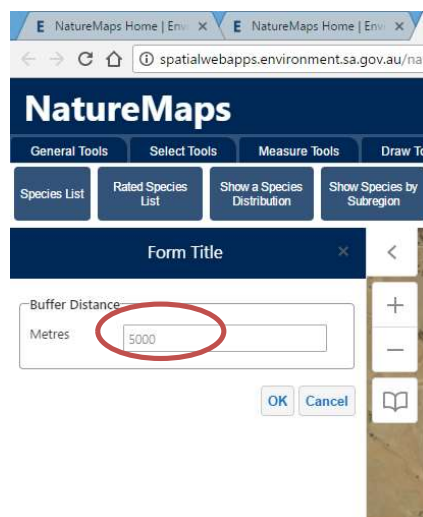 E NatureMaps Home | Env × E NatureMaps Home | Env ×
spatialwebapps.environment.sa.gov.au/na
NatureMaps
General Tools Select Tools Measure Tools Draw To
Species List Rated Species List Show a Species Distribution Show Species by Subregion
Form Title ×
Buffer Distance
Metres 5000
OK Cancel